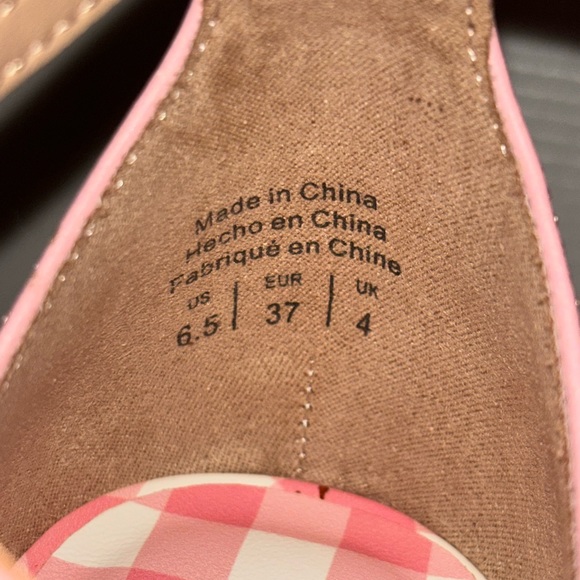 Made in China
Hecho en China
Fabriqué en Chine
US | EUR | UK
6.5 | 37 | 4